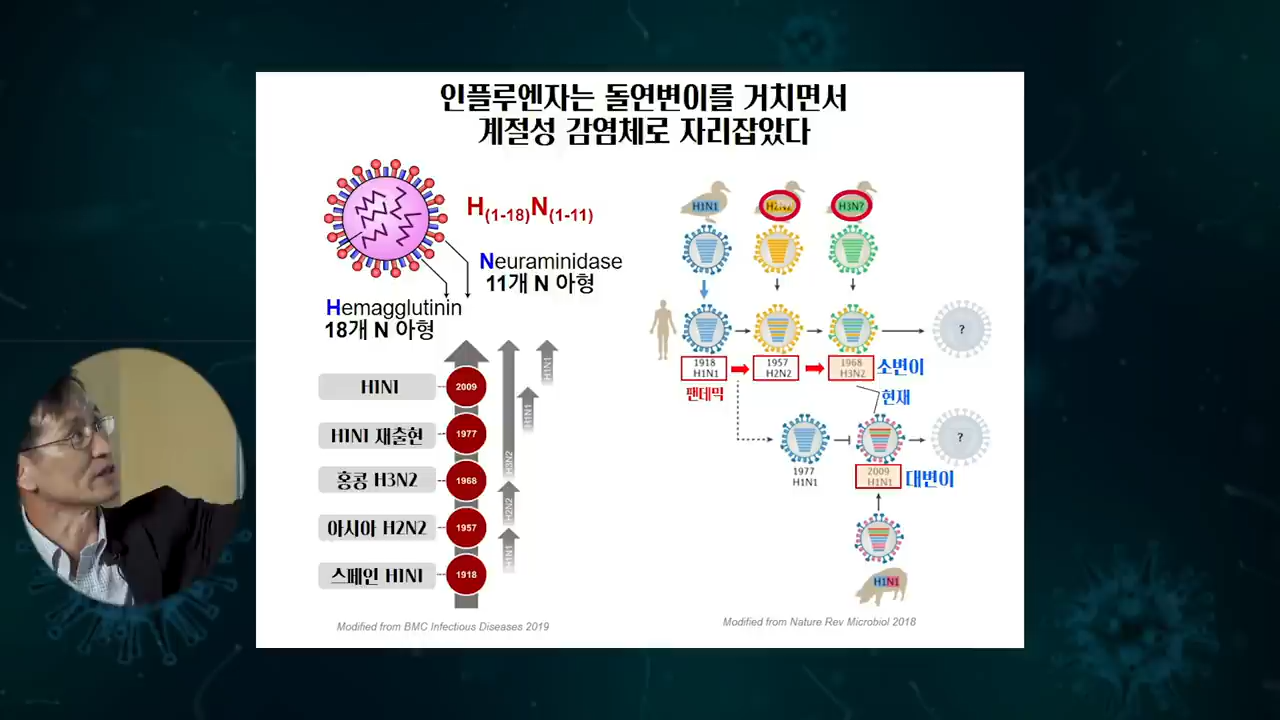 인플루엔자는 돌연변이를 거치면서
계절성 감염체로 자리잡았다
H(1-18)N(1-11)
Neuraminidase
11개 N 아형
Hemagglutinin
18개 N 아형
H1N1
2009
H1N1 재출현
1977
홍콩 H3N2
1968
아시아 H2N2
1957
스페인 H1N1
1918
H1N1
H2N2
H3N2
H1N1
H1N1
Modified from BMC Infectious Diseases 2019
H1N1
H2N2
H3N?
?
1918
H1N1
1957
H2N2
1968
H3N2
소변이
팬데믹
현재
?
1977
H1N1
2009
H1N1
대변이
H1N1
Modified from Nature Rev Microbiol 2018